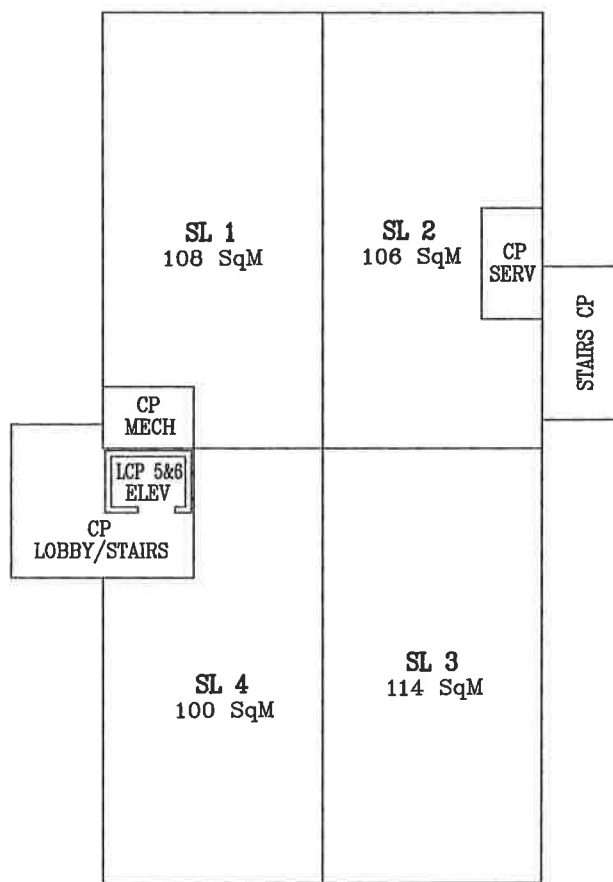 SL 1
108 SqM
SL 2
106 SqM
CP
SERV
STAIRS CP
CP
MECH
LCP 5&6
ELEV
CP
LOBBY/STAIRS
SL 4
100 SqM
SL 3
114 SqM